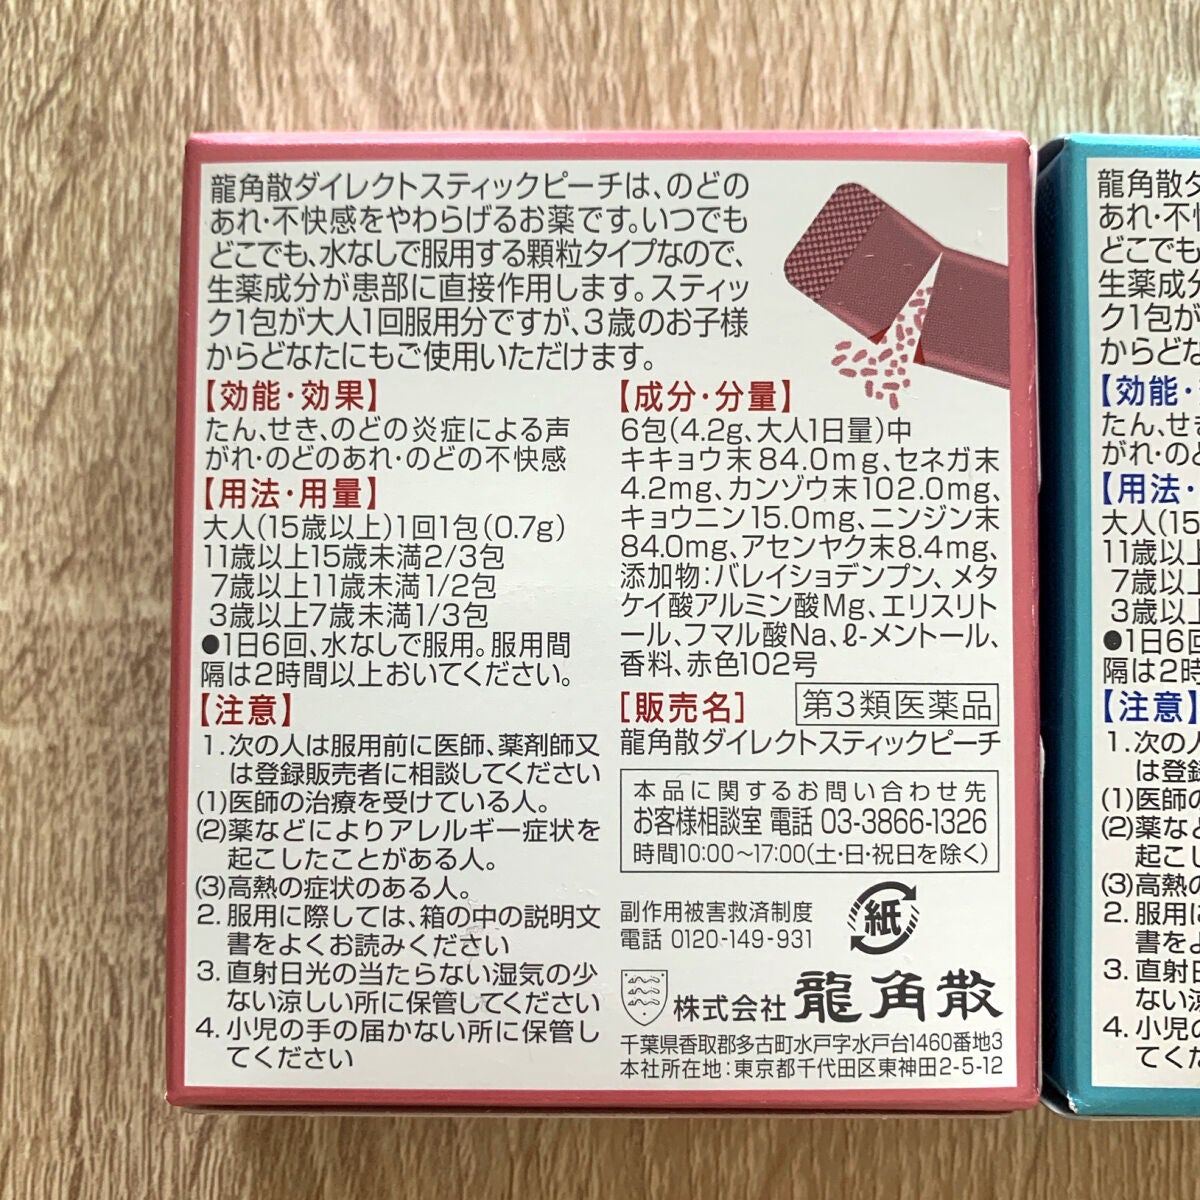 龍角散ダイレクトスティックピーチは、のどの
あれ・不快感をやわらげるお薬です。いつでも
どこでも、水なしで服用する顆粒タイプなので、
生薬成分が患部に直接作用します。スティッ
ク1包が大人1回服用分ですが、3歳のお子様
からどなたにもご使用いただけます。
【効能・効果】
たん、せき、のどの炎症による声
がれ・のどのあれ・のどの不快感
【用法・用量】
大人(15歳以上)1回1包(0.7g)
11歳以上15歳未満2/3包
7歳以上11歳未満1/2包
3歳以上7歳未満1/3包
●1日6回、水なしで服用。服用間
隔は2時間以上おいてください。
【注意】
1.次の人は服用前に医師、薬剤師又
は登録販売者に相談してください
(1)医師の治療を受けている人。
(2)薬などによりアレルギー症状を
起こしたことがある人。
(3)高熱の症状のある人。
2.服用に際しては、箱の中の説明文
書をよくお読みください
3.直射日光の当たらない湿気の少
ない涼しい所に保管してください
4.小児の手の届かない所に保管し
てください
【成分・分量】
6包(4.2g、大人1日量)中
キキョウ末84.0mg、セネガ末
4.2mg、カンゾウ末102.0mg、
キョウニン15.0mg、ニンジン末
84.0mg、アセンヤク末8.4mg、
添加物:バレイショデンプン、メタ
ケイ酸アルミン酸Mg、エリスリト
ール、フマル酸Na、ℓ-メントール、
香料、赤色102号
[販売名] 第3類医薬品
龍角散ダイレクトスティックピーチ
本品に関するお問い合わせ先
お客様相談室 電話 03-3866-1326
時間10:00〜17:00(土・日・祝日を除く)
副作用被害救済制度
電話 0120-149-931
紙
株式会社 龍角散
千葉県香取郡多古町水戸字水戸台1460番地3
本社所在地:東京都千代田区東神田2-5-12
龍角散ダ
あれ・不
どこでも
生薬成
ク1包が
からどな
【効能・
たん、せ
がれ・の
【用法・
大人(15
11歳以
7歳以
3歳以
●1日6回
隔は2時
【注意】
1.次の人
は登録
(1)医師の
(2)薬など
起こし
(3)高熱の
2.服用に
書をよ
3.直射日
ない涼
4.小児の
てくだ